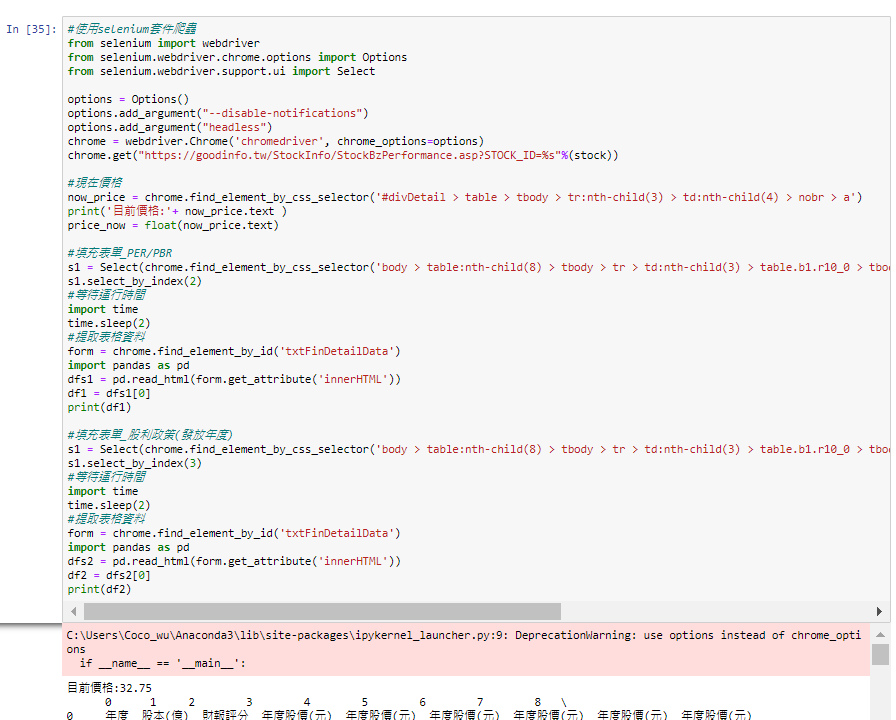 In [35]:
#使用selenium套件爬蟲
from selenium import webdriver
from selenium.webdriver.chrome.options import Options
from selenium.webdriver.support.ui import Select
options = Options()
options.add_argument("--disable-notifications")
options.add_argument("headless")
chrome = webdriver.Chrome('chromedriver', chrome_options=options)
chrome.get("https://goodinfo.tw/StockInfo/StockBzPerformance.asp?STOCK_ID=%s"%(stock))
#現在價格
now_price = chrome.find_element_by_css_selector('#divDetail > table > tbody > tr:nth-child(3) > td:nth-child(4) > nobr > a')
print('目前價格:'+ now_price.text )
price_now = float(now_price.text)
#填充表單_PER/PBR
s1 = Select(chrome.find_element_by_css_selector('body > table:nth-child(8) > tbody > tr > td:nth-child(3) > table.b1.r10_0 > tbo
s1.select_by_index(2)
#等待運行時間
import time
time.sleep(2)
#提取表格資料
form = chrome.find_element_by_id('txtFinDetailData')
import pandas as pd
dfs1 = pd.read_html(form.get_attribute('innerHTML'))
df1 = dfs1[0]
print(df1)
#填充表單_股利政策(發放年度)
s1 = Select(chrome.find_element_by_css_selector('body > table:nth-child(8) > tbody > tr > td:nth-child(3) > table.b1.r10_0 > tbo
s1.select_by_index(3)
#等待運行時間
import time
time.sleep(2)
#提取表格資料
form = chrome.find_element_by_id('txtFinDetailData')
import pandas as pd
dfs2 = pd.read_html(form.get_attribute('innerHTML'))
df2 = dfs2[0]
print(df2)
C:\Users\Coco_wu\Anaconda3\lib\site-packages\ipykernel_launcher.py:9: DeprecationWarning: use options instead of chrome_opti
ons
if __name__ == '__main__':
目前價格:32.75
0 1 2 3 4 5 6 7 8 \
0 年度 股本(億) 財報評分 年度股價(元) 年度股價(元) 年度股價(元) 年度股價(元) 年度股價(元) 年度股價(元)